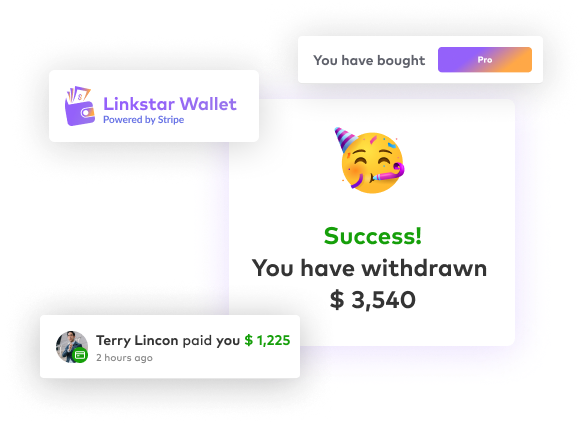 You have bought
Pro
Linkstar Wallet
Powered by Stripe
Success!
You have withdrawn
$ 3,540
Terry Lincon paid you $ 1,225
2 hours ago